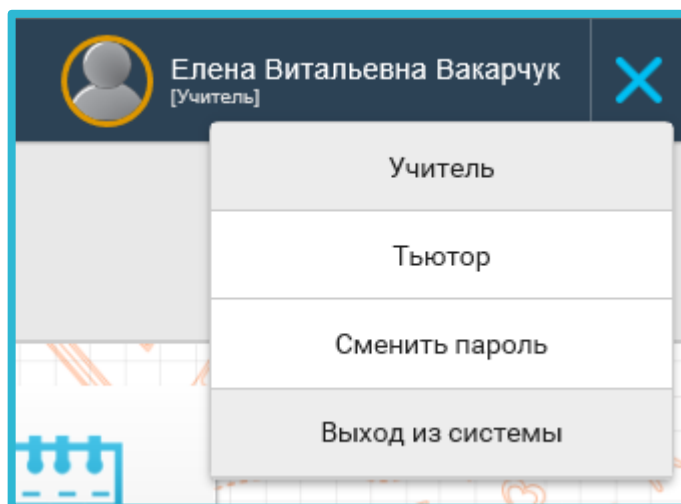 Елена Витальевна Вакарчук
[Учитель]
Учитель
Тьютор
Сменить пароль
Выход из системы